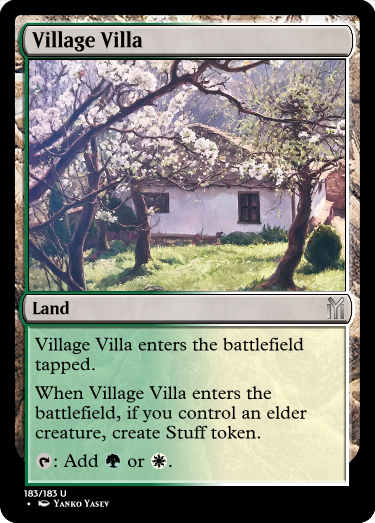 Village Villa
Land
Village Villa enters the battlefield
tapped.
When Village Villa enters the
battlefield, if you control an elder
creature, create Stuff token.
: Add or .
183/183 U
• Yanko Yasev